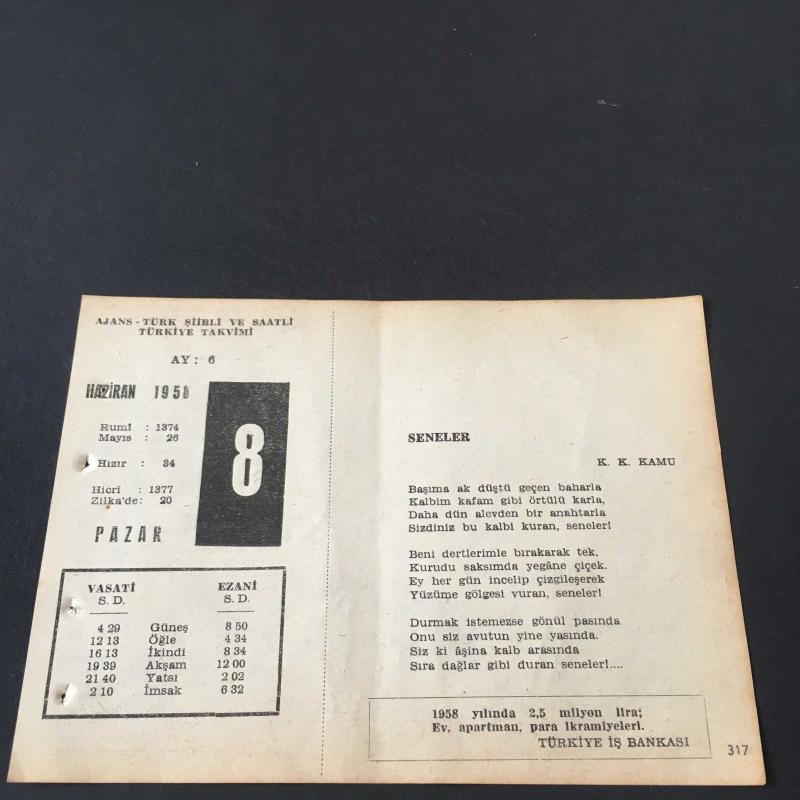 AJANS - TÜRK ŞİİRLİ VE SAATLİ
TÜRKİYE TAKVİMİ
AY : 6
HAZİRAN 1958
8
Rumî : 1374
Mayıs : 26
Hızır : 34
Hicrî : 1377
Zilka'de: 20
PAZAR
VASATİ EZANİ
S. D. S. D.
4 29 Güneş 8 50
12 13 Öğle 4 34
16 13 İkindi 8 34
19 39 Akşam 12 00
21 40 Yatsı 2 02
2 10 İmsak 6 32
SENELER
K. K. KAMU
Başıma ak düştü geçen baharla
Kalbim kafam gibi örtülü karla,
Daha dün alevden bir anahtarla
Sizdiniz bu kalbi kuran, seneler!
Beni dertlerimle bırakarak tek,
Kurudu saksımda yegâne çiçek.
Ey her gün incelip çizgileşerek
Yüzüme gölgesi vuran, seneler!
Durmak istemezse gönül pasında
Onu siz avutun yine yasında.
Siz ki âşina kalb arasında
Sıra dağlar gibi duran seneler!....
1958 yılında 2,5 milyon lira;
Ev, apartman, para ikramiyeleri.
TÜRKİYE İŞ BANKASI
317